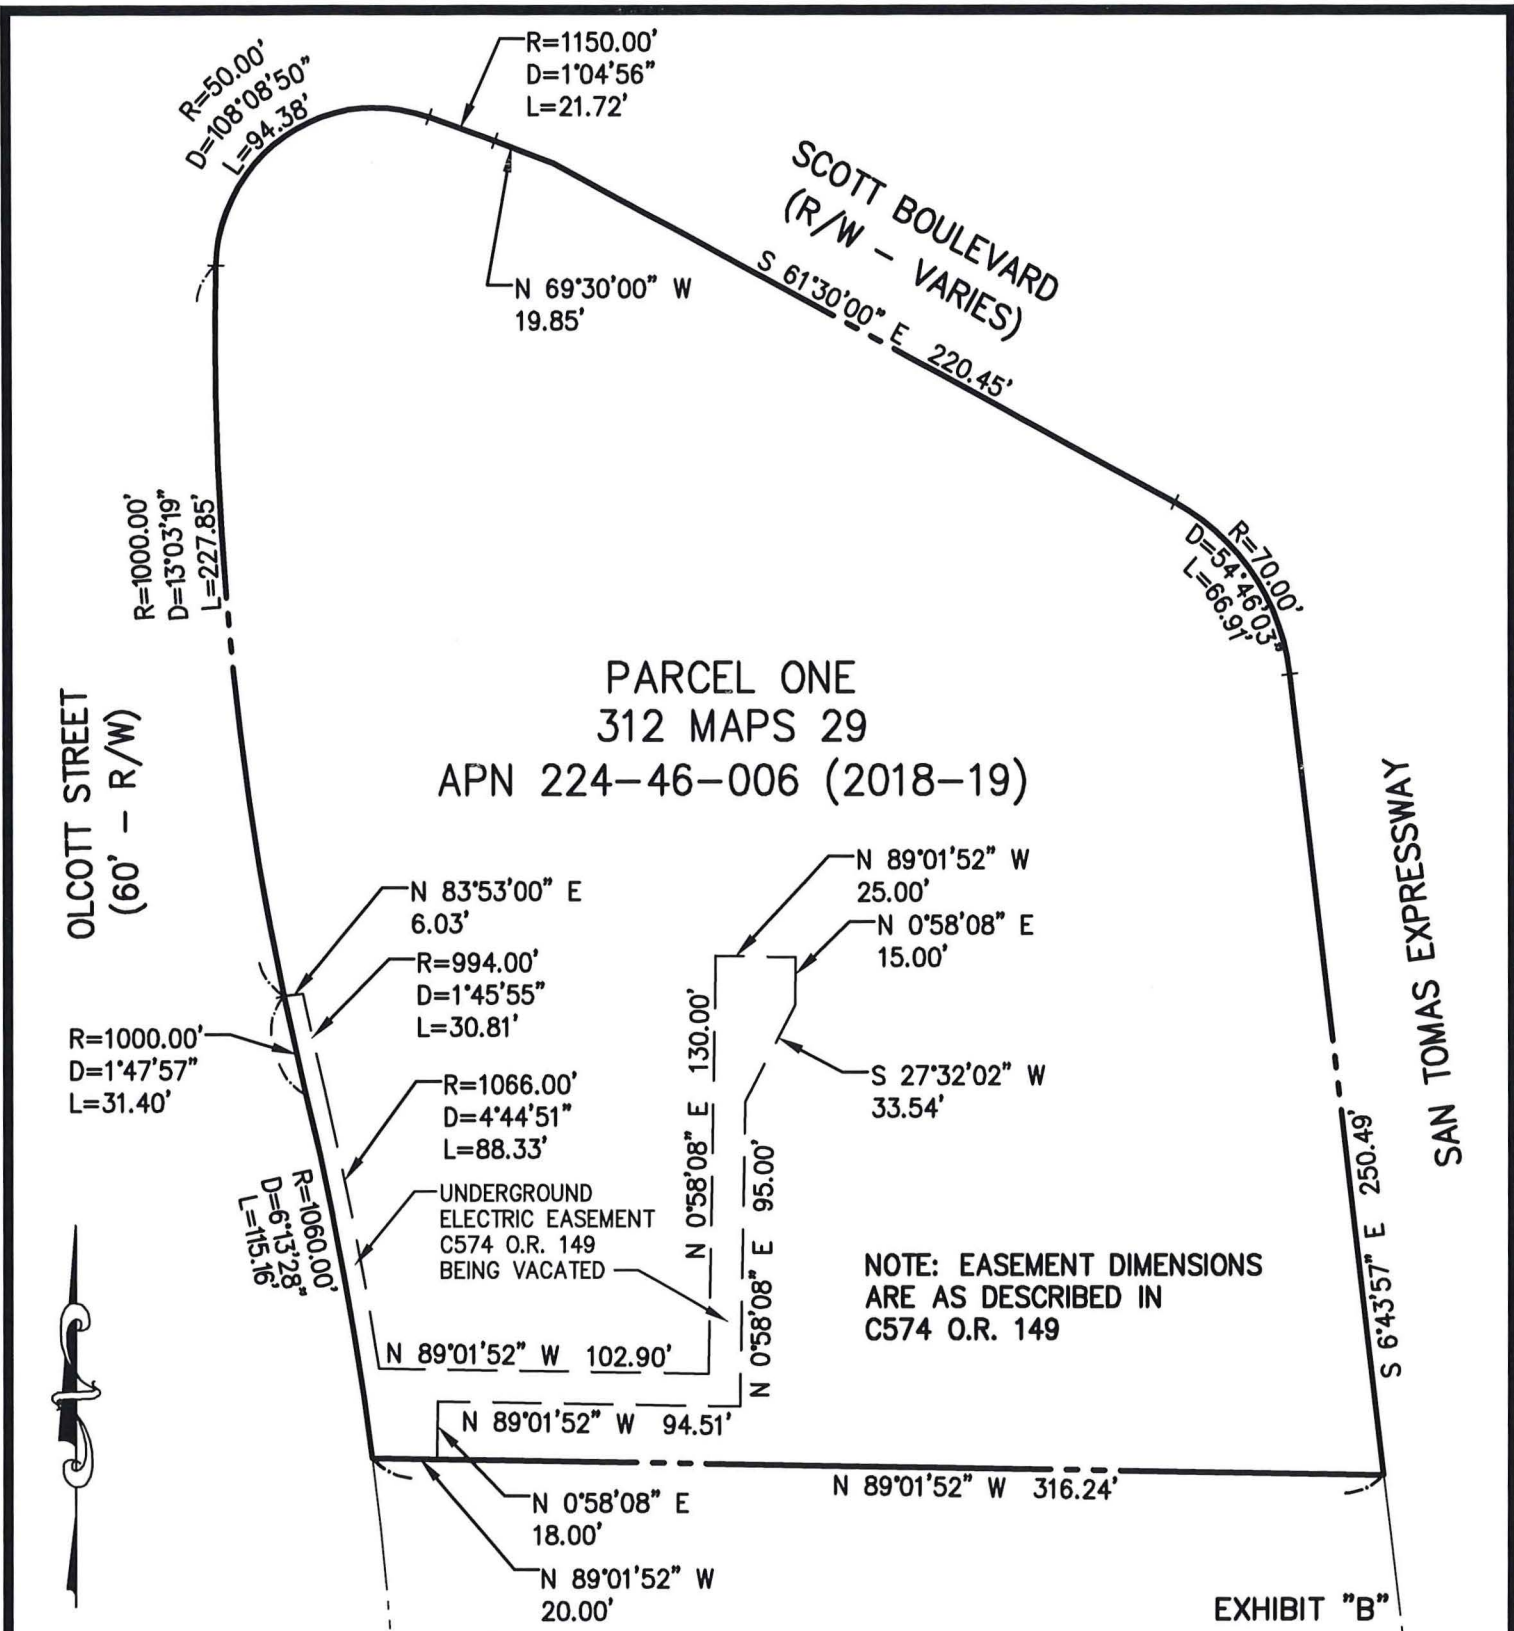 R=50.00'
D=108°08'50"
L=94.38'
R=1150.00'
D=1°04'56"
L=21.72'
N 69°30'00" W
19.85'
SCOTT BOULEVARD
(R/W - VARIES)
S 61°30'00" E 220.45'
R=1000.00'
D=13°03'19"
L=227.85'
R=70.00'
D=54°46'03"
L=66.91'
PARCEL ONE
312 MAPS 29
APN 224-46-006 (2018-19)
OLCOTT STREET
(60' - R/W)
SAN TOMAS EXPRESSWAY
N 83°53'00" E
6.03'
R=994.00'
D=1°45'55"
L=30.81'
R=1000.00'
D=1°47'57"
L=31.40'
R=1066.00'
D=4°44'51"
L=88.33'
R=1060.00'
D=6°13'28"
L=115.16'
UNDERGROUND
ELECTRIC EASEMENT
C574 O.R. 149
BEING VACATED
N 89°01'52" W
25.00'
N 0°58'08" E
15.00'
S 27°32'02" W
33.54'
N 0°58'08" E 130.00'
N 0°58'08" E 95.00'
NOTE: EASEMENT DIMENSIONS
ARE AS DESCRIBED IN
C574 O.R. 149
S 6°43'57" E 250.49'
N 89°01'52" W 102.90'
N 89°01'52" W 94.51'
N 89°01'52" W 316.24'
N 0°58'08" E
18.00'
N 89°01'52" W
20.00'
EXHIBIT "B"